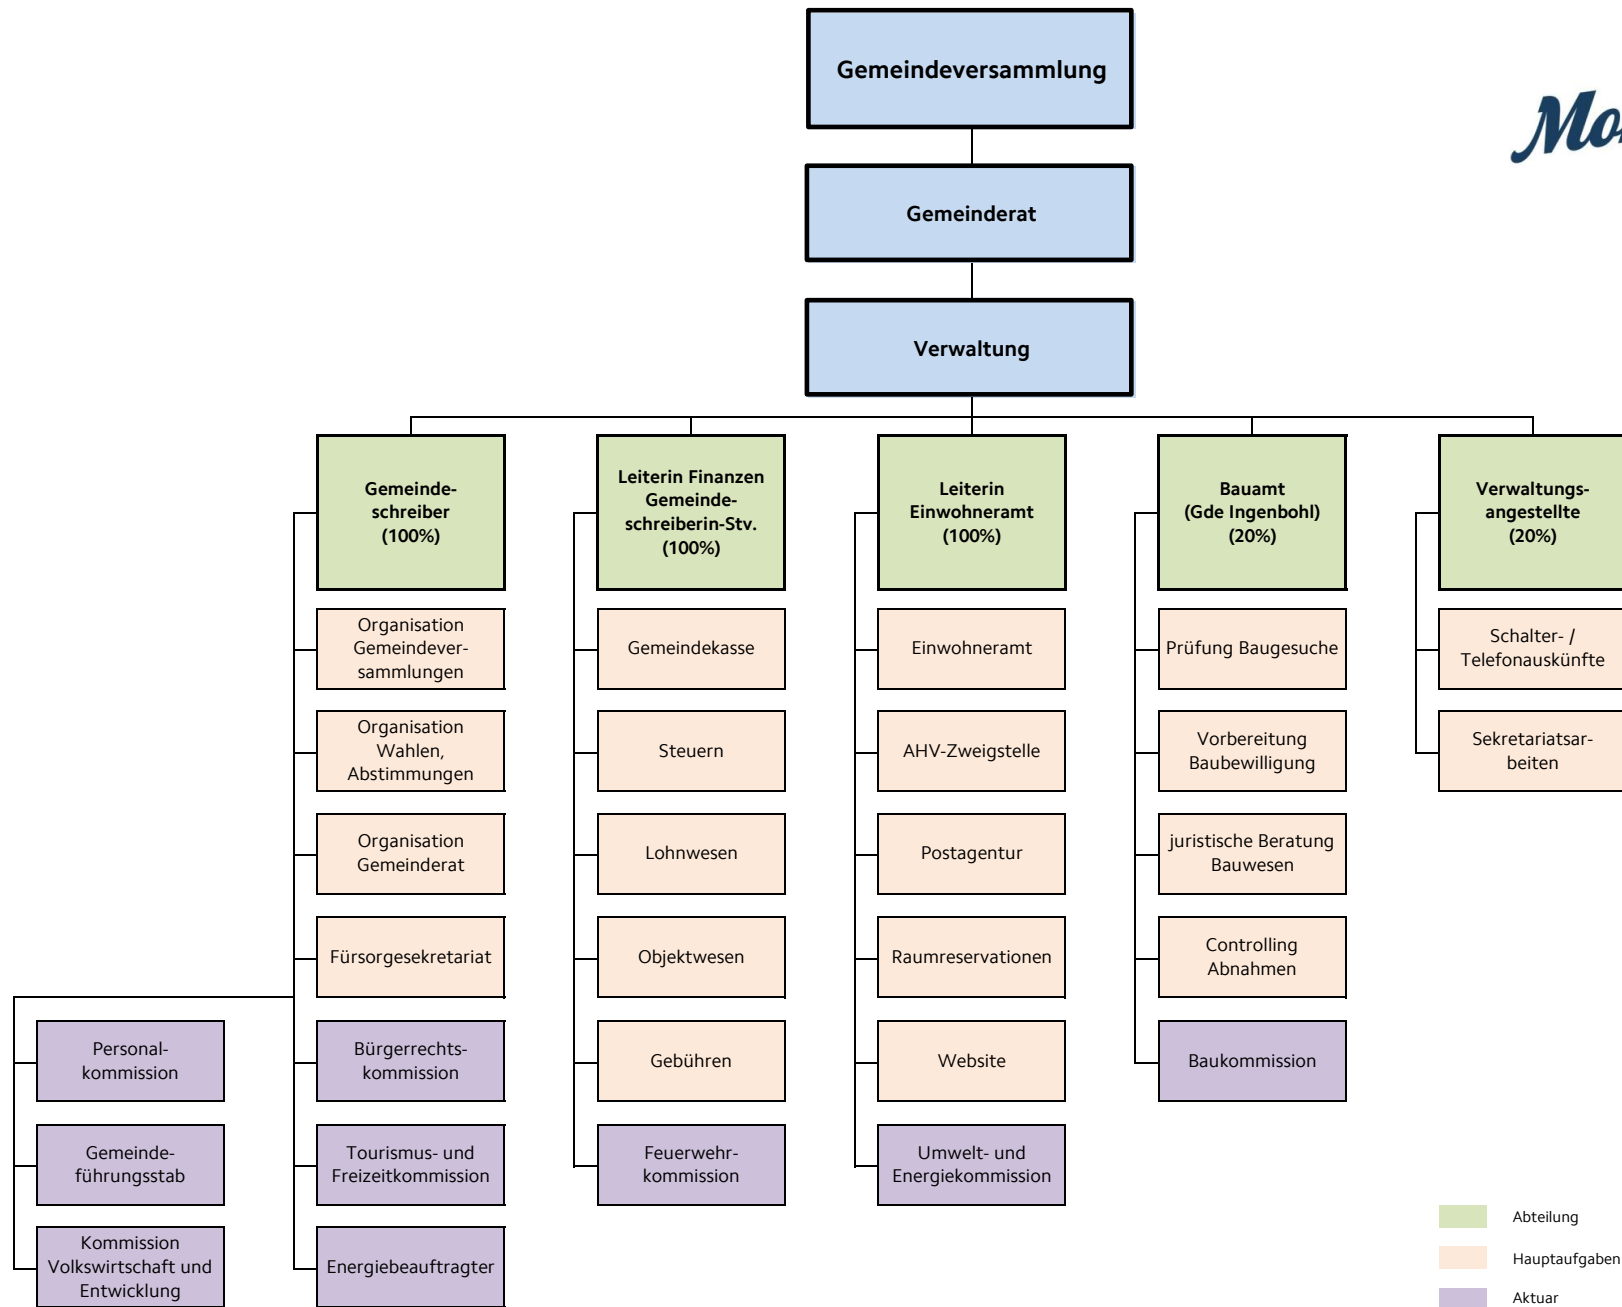 Gemeindeversammlung
Gemeinderat
Verwaltung
Gemeinde-
schreiber
(100%)
Leiterin Finanzen
Gemeinde-
schreiberin-Stv.
(100%)
Leiterin
Einwohneramt
(100%)
Bauamt
(Gde Ingenbohl)
(20%)
Verwaltungs-
angestellte
(20%)
Organisation
Gemeindever-
sammlungen
Gemeindekasse
Einwohneramt
Prüfung Baugesuche
Schalter- /
Telefonauskünfte
Organisation
Wahlen,
Abstimmungen
Steuern
AHV-Zweigstelle
Vorbereitung
Baubewilligung
Sekretariatsar-
beiten
Organisation
Gemeinderat
Lohnwesen
Postagentur
juristische Beratung
Bauwesen
Fürsorgesekretariat
Objektwesen
Raumreservationen
Controlling
Abnahmen
Personal-
kommission
Bürgerrechts-
kommission
Gebühren
Website
Baukommission
Gemeinde-
führungsstab
Tourismus- und
Freizeitkommission
Feuerwehr-
kommission
Umwelt- und
Energiekommission
Kommission
Volkswirtschaft und
Entwicklung
Energiebeauftragter
Abteilung
Hauptaufgaben
Aktuar